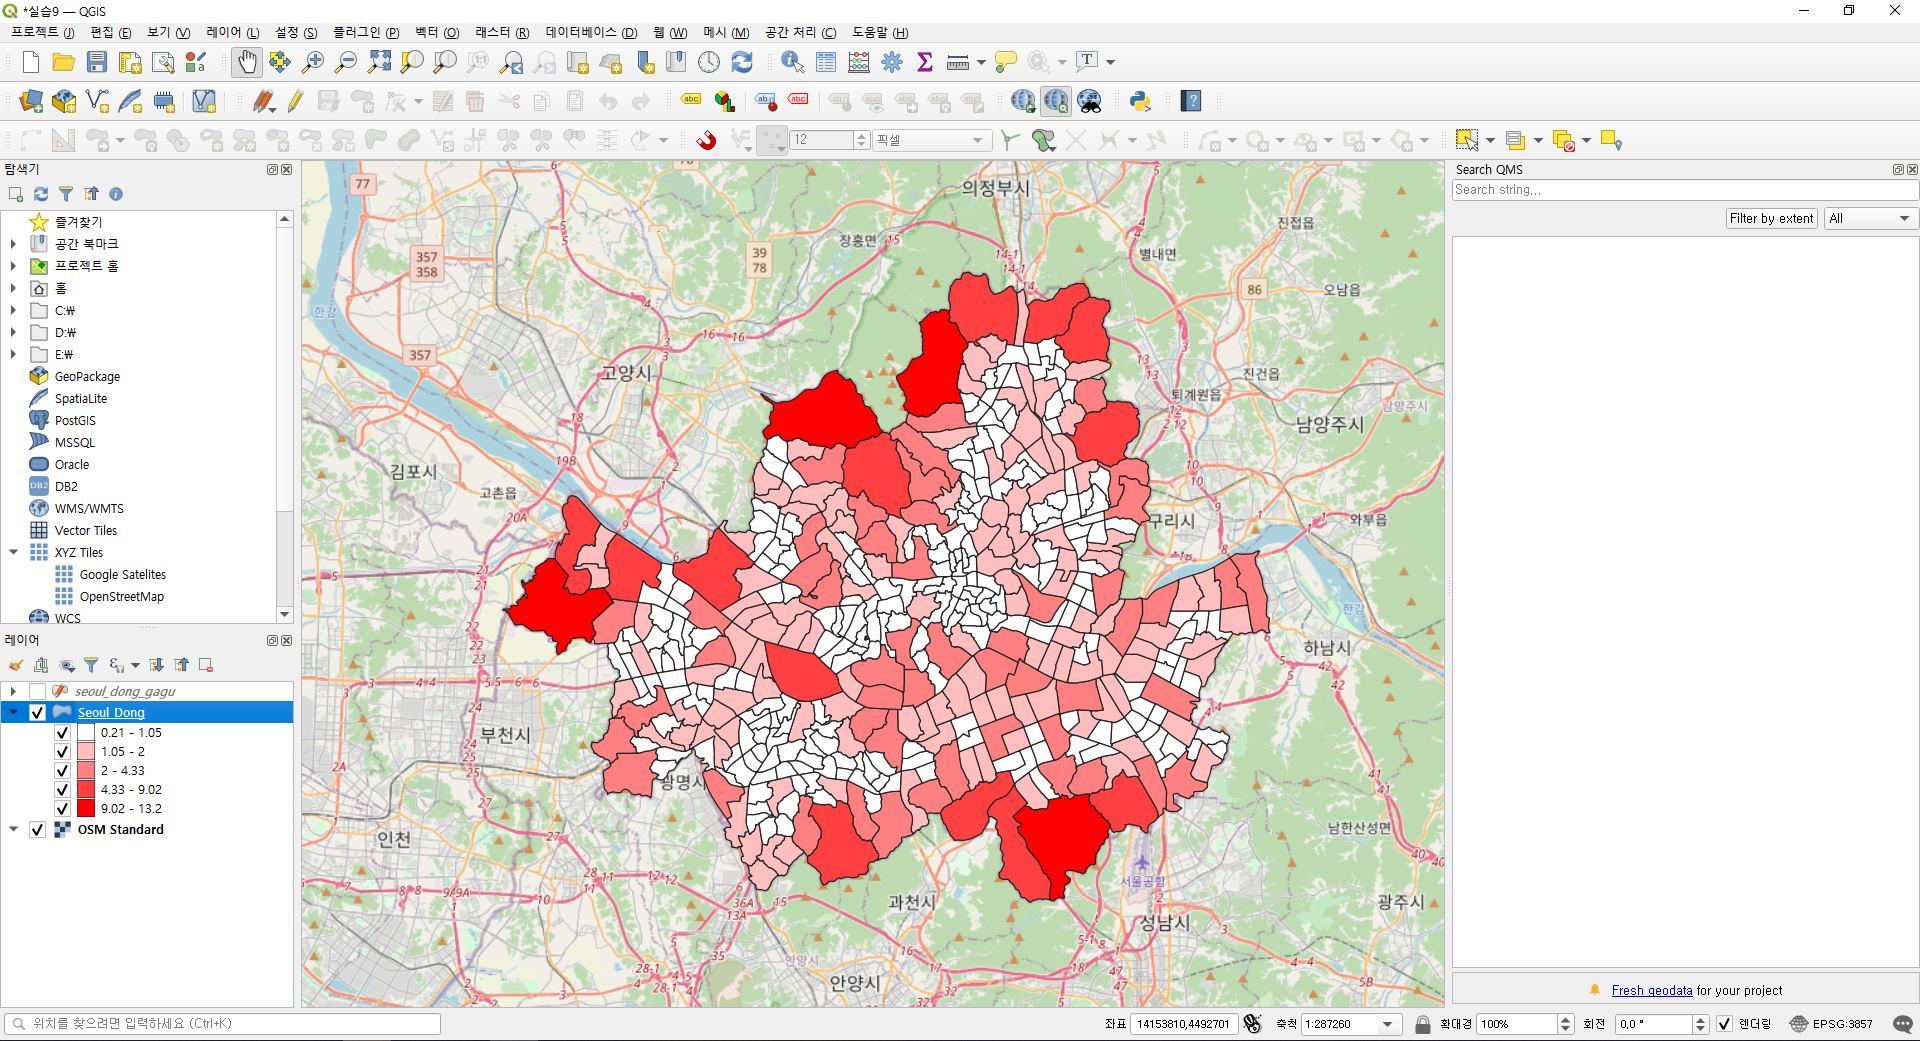 *실습9 — QGIS
프로젝트 (J) 편집 (E) 보기 (V) 레이어 (L) 설정 (S) 플러그인 (P) 벡터 (O) 래스터 (R) 데이터베이스 (D) 웹 (W) 메시 (M) 공간 처리 (C) 도움말 (H)
12
픽셀
탐색기
즐겨찾기
공간 북마크
프로젝트 홈
홈
C:₩
D:₩
E:₩
GeoPackage
SpatiaLite
PostGIS
MSSQL
Oracle
DB2
WMS/WMTS
Vector Tiles
XYZ Tiles
Google Satelites
OpenStreetMap
WCS
레이어
seoul_dong_gagu
Seoul_Dong
0.21 - 1.05
1.05 - 2
2 - 4.33
4.33 - 9.02
9.02 - 13.2
OSM Standard
의정부시
장흥면
진접읍
별내면
오남읍
고양시
진건읍
퇴계원읍
남양주시
남양주시
김포시
고촌읍
한강
구리시
와부읍
한강
하남시
부천시
광명시
인천
남한산성면
서울공항
과천시
광주시
성남시
안양시
안양시
77
357
358
39
78
86
357
Search QMS
Search string...
Filter by extent
All
Fresh geodata for your project
위치를 찾으려면 입력하세요 (Ctrl+K)
좌표 14153810,4492701 축척 1:287260 확대경 100% 회전 0,0 ° 렌더링 EPSG:3857